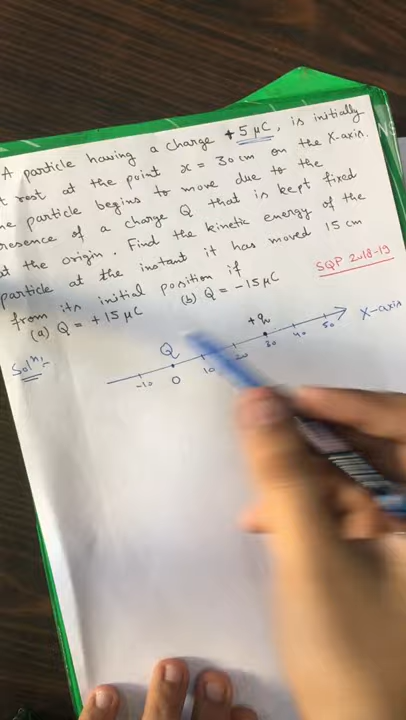 A particle having a charge +5 μC, is initially
t rest at the point x = 30 cm on the X-axis.
he particle begins to move due to the
resence of a charge Q that is kept fixed
at the origin. Find the kinetic energy of the
particle at the instant it has moved 15 cm
from its initial position if
(a) Q = +15 μC (b) Q = -15 μC
SQP 2018-19
Solⁿ:-
Q +q X-axis
-10 0 10 20 30 40 50